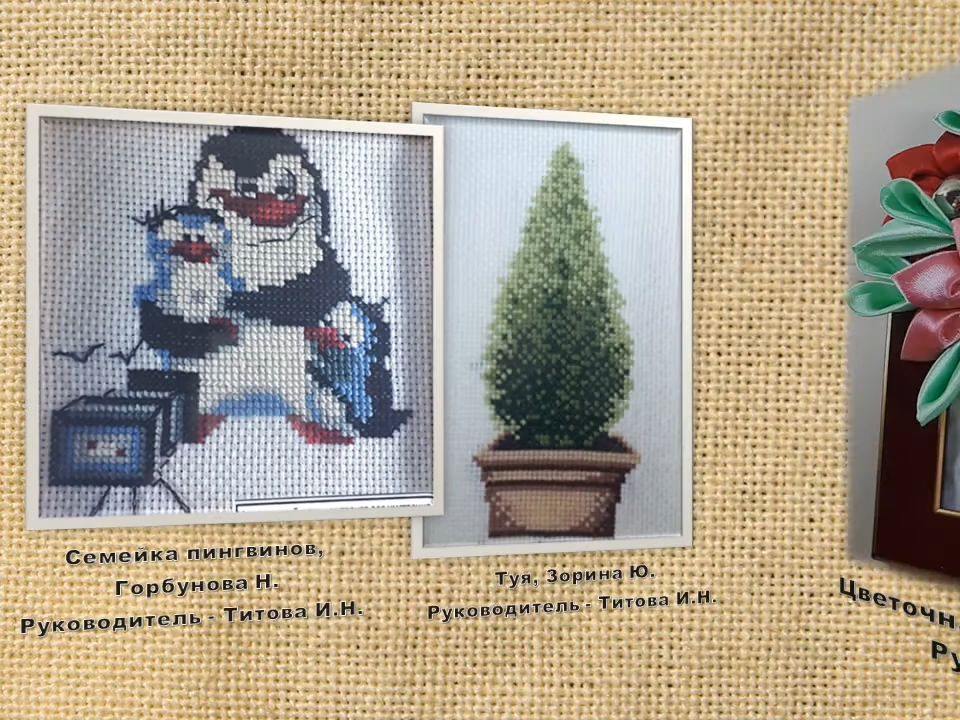 Семейка пингвинов,
Горбунова Н.
Руководитель - Титова И.Н.
Туя, Зорина Ю.
Руководитель - Титова И.Н.